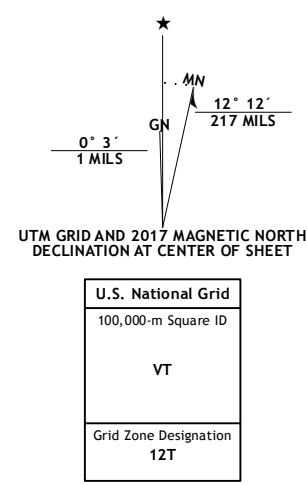 MN
GN
12° 12´
217 MILS
0° 3´
1 MILS
UTM GRID AND 2017 MAGNETIC NORTH
DECLINATION AT CENTER OF SHEET
U.S. National Grid
100,000-m Square ID
VT
Grid Zone Designation
12T